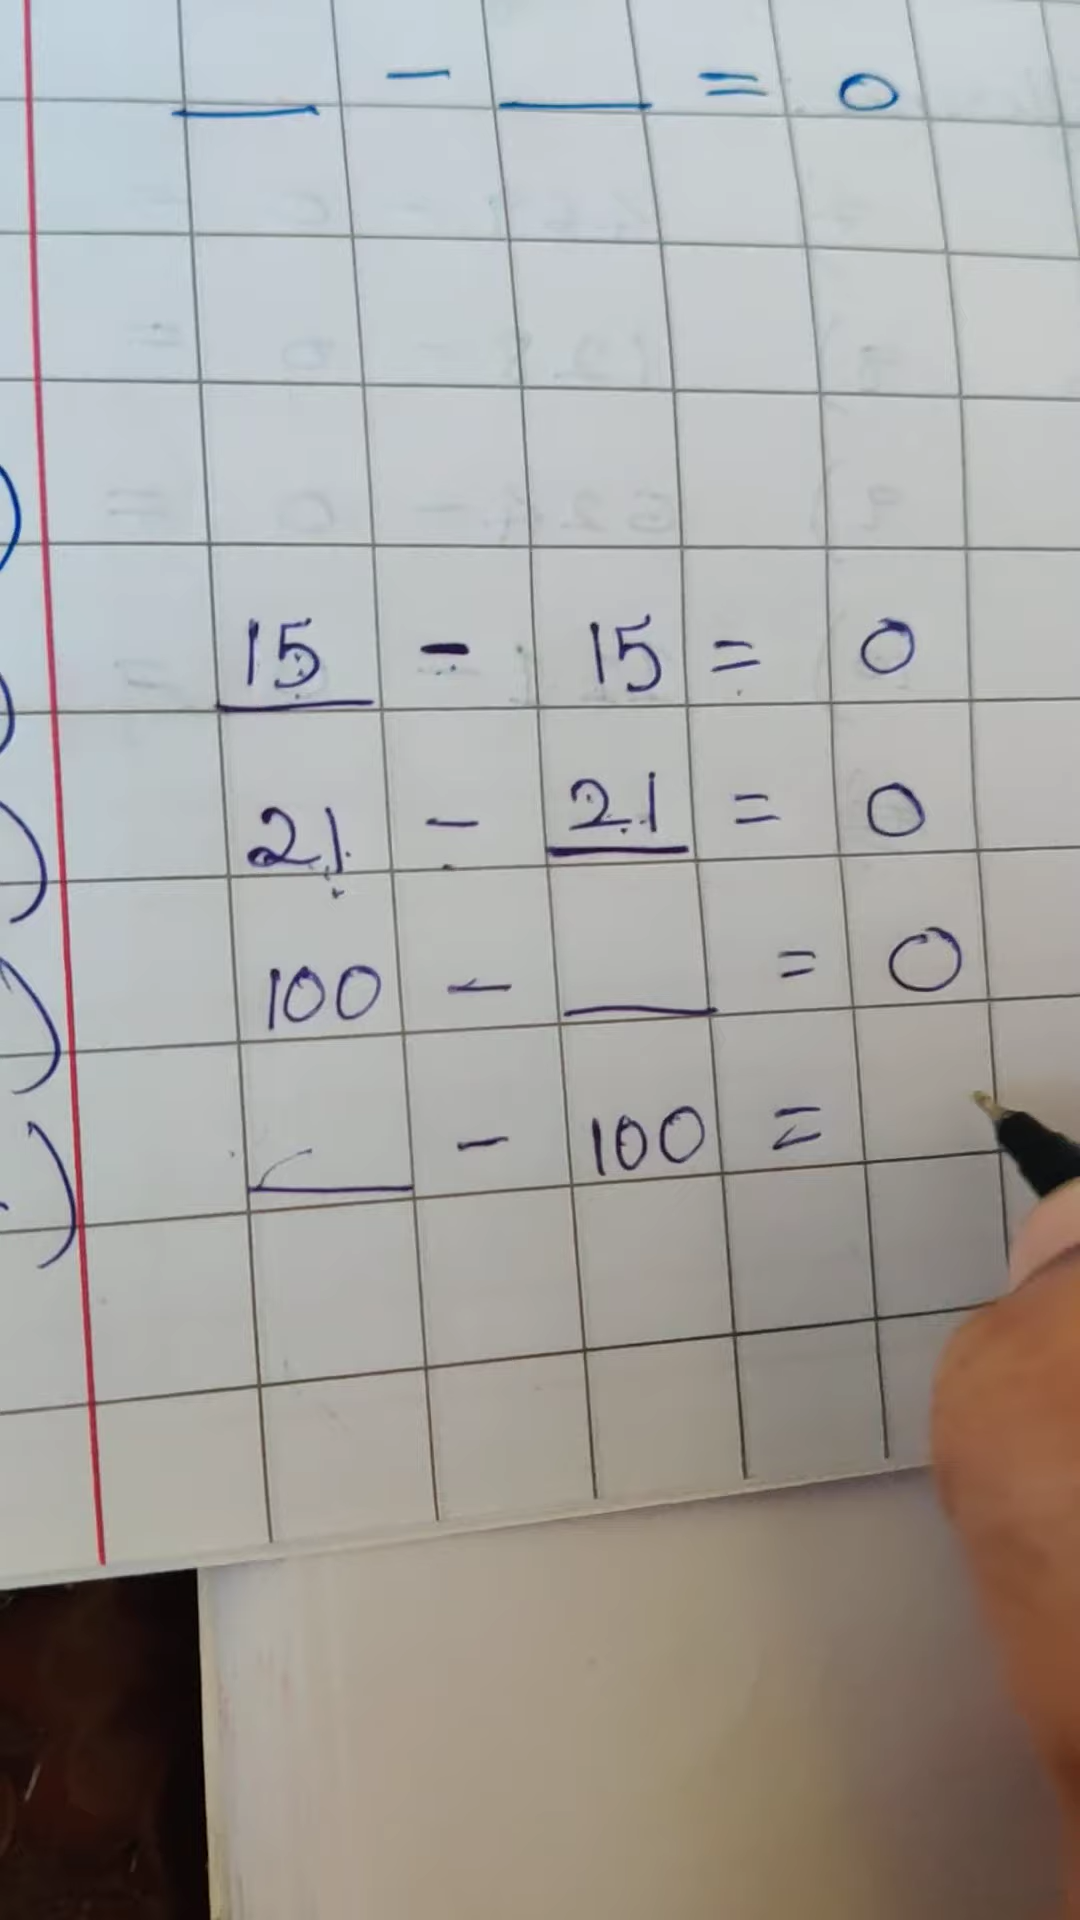 __ - __ = 0
15 - 15 = 0
21 - 21 = 0
100 - __ = 0
__ - 100 =